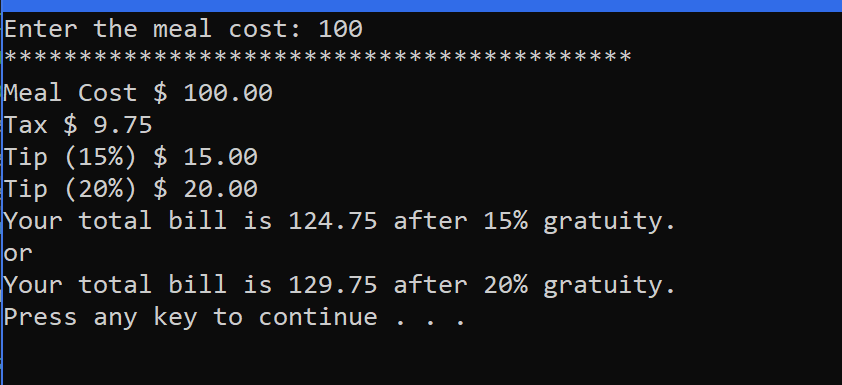 Enter the meal cost: 100
******************************************
Meal Cost $ 100.00
Tax $ 9.75
Tip (15%) $ 15.00
Tip (20%) $ 20.00
Your total bill is 124.75 after 15% gratuity.
or
Your total bill is 129.75 after 20% gratuity.
Press any key to continue . . .